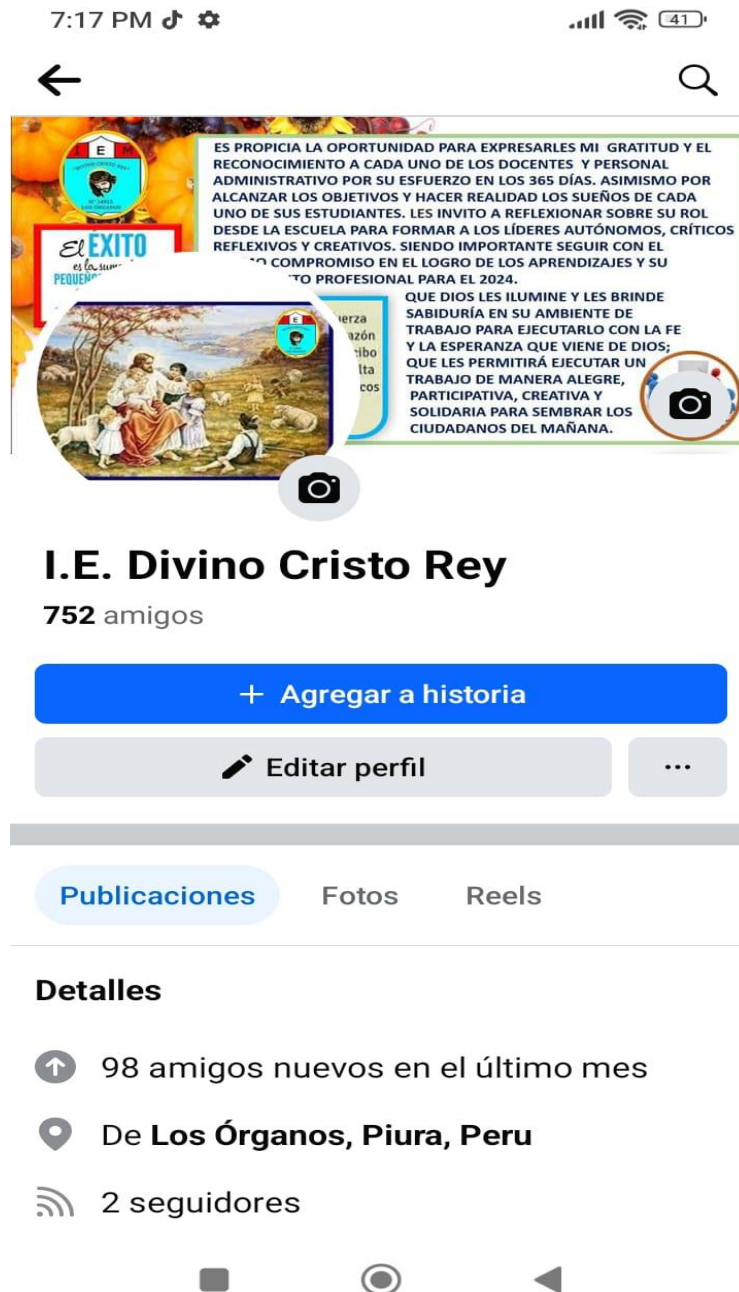 7:17 PM
41
I E M
ES PROPICIA LA OPORTUNIDAD PARA EXPRESARLES MI GRATITUD Y EL
RECONOCIMIENTO A CADA UNO DE LOS DOCENTES Y PERSONAL
ADMINISTRATIVO POR SU ESFUERZO EN LOS 365 DÍAS. ASIMISMO POR
ALCANZAR LOS OBJETIVOS Y HACER REALIDAD LOS SUEÑOS DE CADA
UNO DE SUS ESTUDIANTES. LES INVITO A REFLEXIONAR SOBRE SU ROL
DESDE LA ESCUELA PARA FORMAR A LOS LÍDERES AUTÓNOMOS, CRÍTICOS
REFLEXIVOS Y CREATIVOS. SIENDO IMPORTANTE SEGUIR CON EL
COMPROMISO EN EL LOGRO DE LOS APRENDIZAJES Y SU
TO PROFESIONAL PARA EL 2024.
QUE DIOS LES ILUMINE Y LES BRINDE
SABIDURÍA EN SU AMBIENTE DE
TRABAJO PARA EJECUTARLO CON LA FE
Y LA ESPERANZA QUE VIENE DE DIOS;
QUE LES PERMITIRÁ EJECUTAR UN
TRABAJO DE MANERA ALEGRE,
PARTICIPATIVA, CREATIVA Y
SOLIDARIA PARA SEMBRAR LOS
CIUDADANOS DEL MAÑANA.
El ÉXITO
es la suma
uerza
azón
cibo
lta
cos
I.E. Divino Cristo Rey
752 amigos
+ Agregar a historia
Editar perfil
...
Publicaciones Fotos Reels
Detalles
98 amigos nuevos en el último mes
De Los Órganos, Piura, Peru
2 seguidores